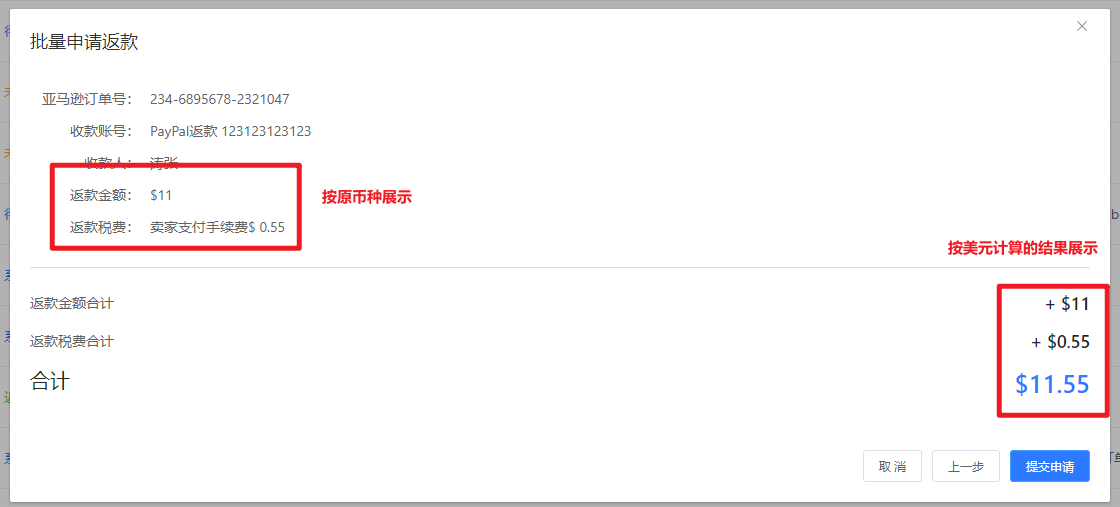 批量申请返款
亚马逊订单号： 234-6895678-2321047
收款账号： PayPal返款 123123123123
收款人： 涛张
返款金额： $11
按原币种展示
返款税费： 卖家支付手续费$ 0.55
按美元计算的结果展示
返款金额合计 + $11
返款税费合计 + $0.55
合计 $11.55
取 消 上一步 提交申请